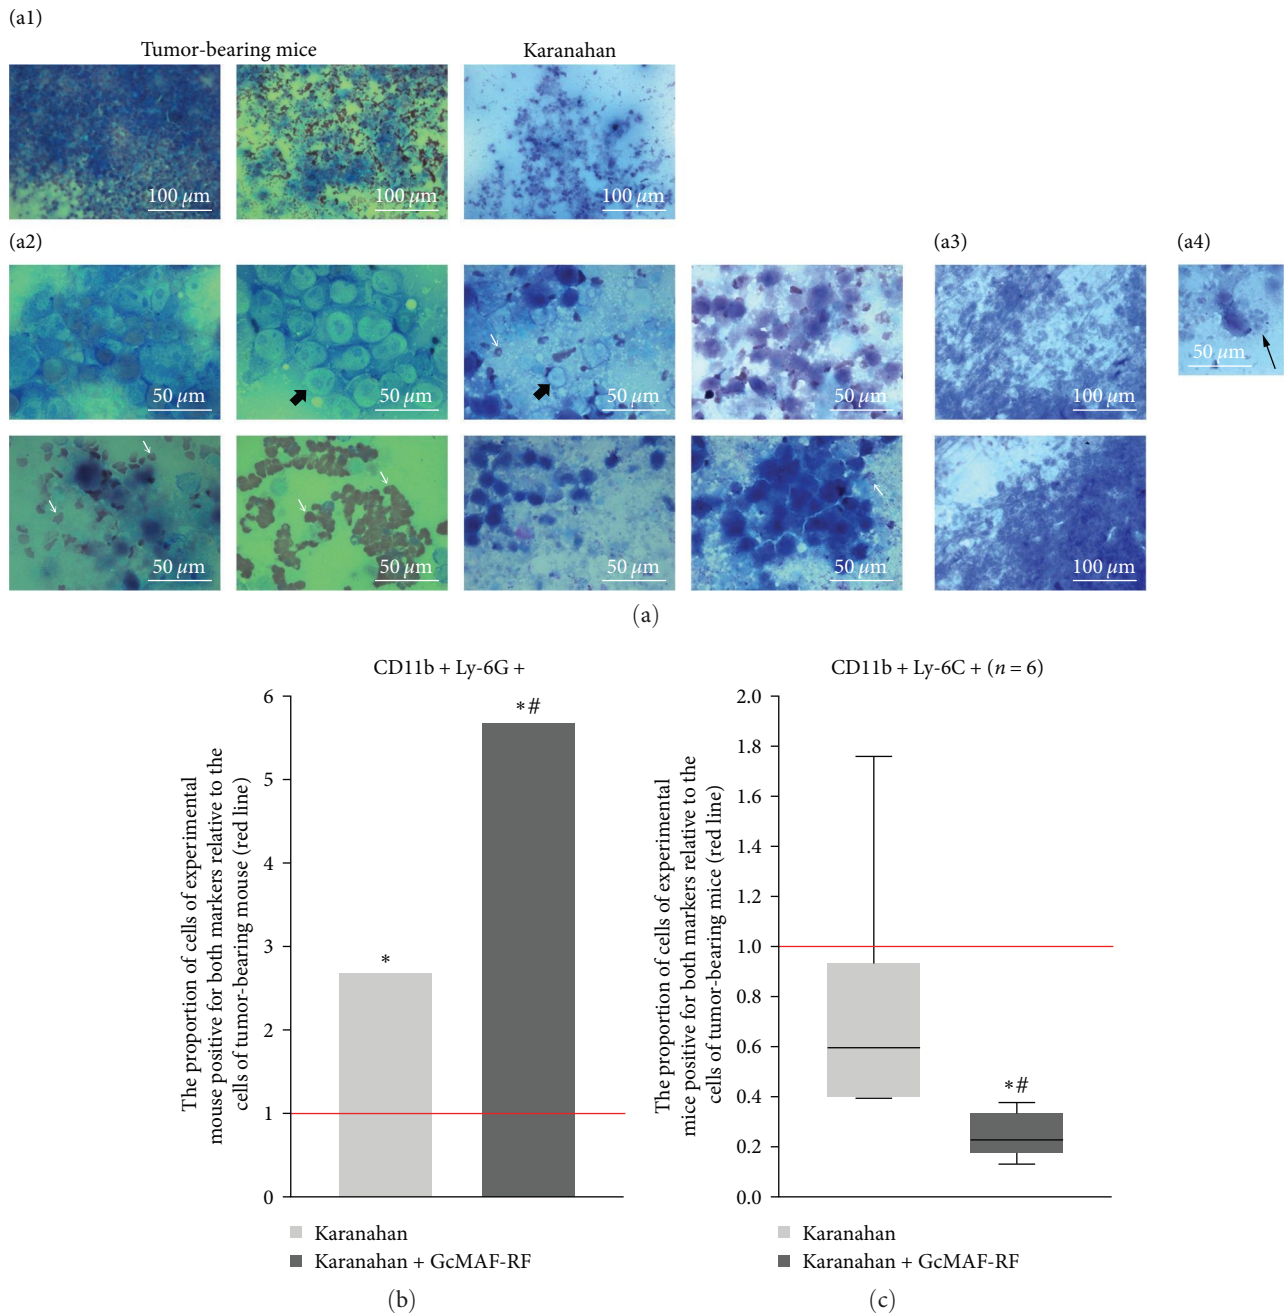 (a1)
Tumor-bearing mice
Karanahan
100 μm
100 μm
100 μm
(a2)
(a3)
(a4)
50 μm
50 μm
50 μm
50 μm
100 μm
50 μm
50 μm
50 μm
50 μm
50 μm
100 μm
(a)
CD11b + Ly-6G +
The proportion of cells of experimental
mouse positive for both markers relative to the
cells of tumor-bearing mouse (red line)
6
5
4
3
2
1
0
*
*#
Karanahan
Karanahan + GcMAF-RF
(b)
CD11b + Ly-6C + (n = 6)
The proportion of cells of experimental
mice positive for both markers relative to the
cells of tumor-bearing mice (red line)
2.0
1.8
1.6
1.4
1.2
1.0
0.8
0.6
0.4
0.2
0.0
*#
Karanahan
Karanahan + GcMAF-RF
(c)